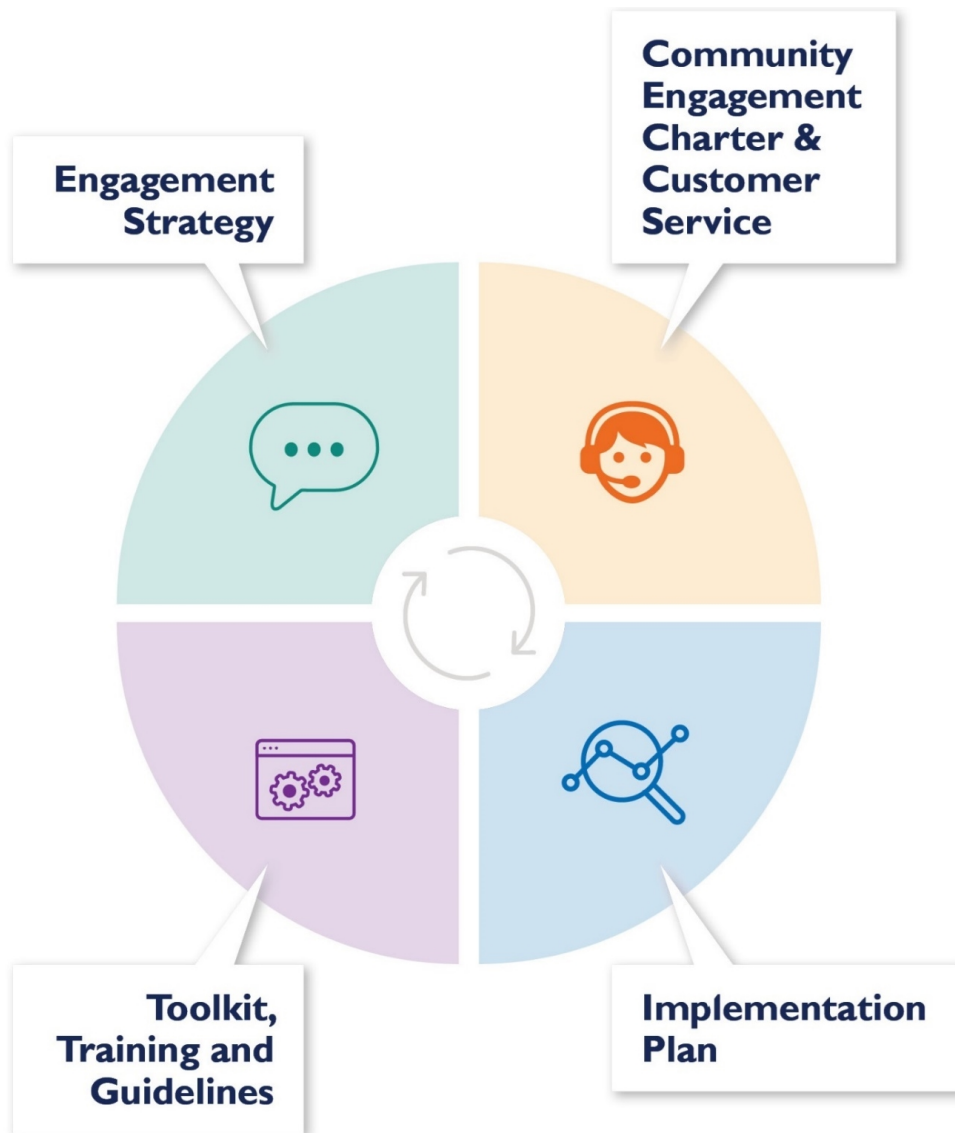 Engagement
Strategy
Community
Engagement
Charter &
Customer
Service
Toolkit,
Training and
Guidelines
Implementation
Plan